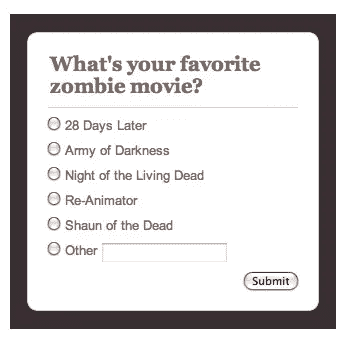 What's your favorite
zombie movie?
28 Days Later
Army of Darkness
Night of the Living Dead
Re-Animator
Shaun of the Dead
Other
Submit